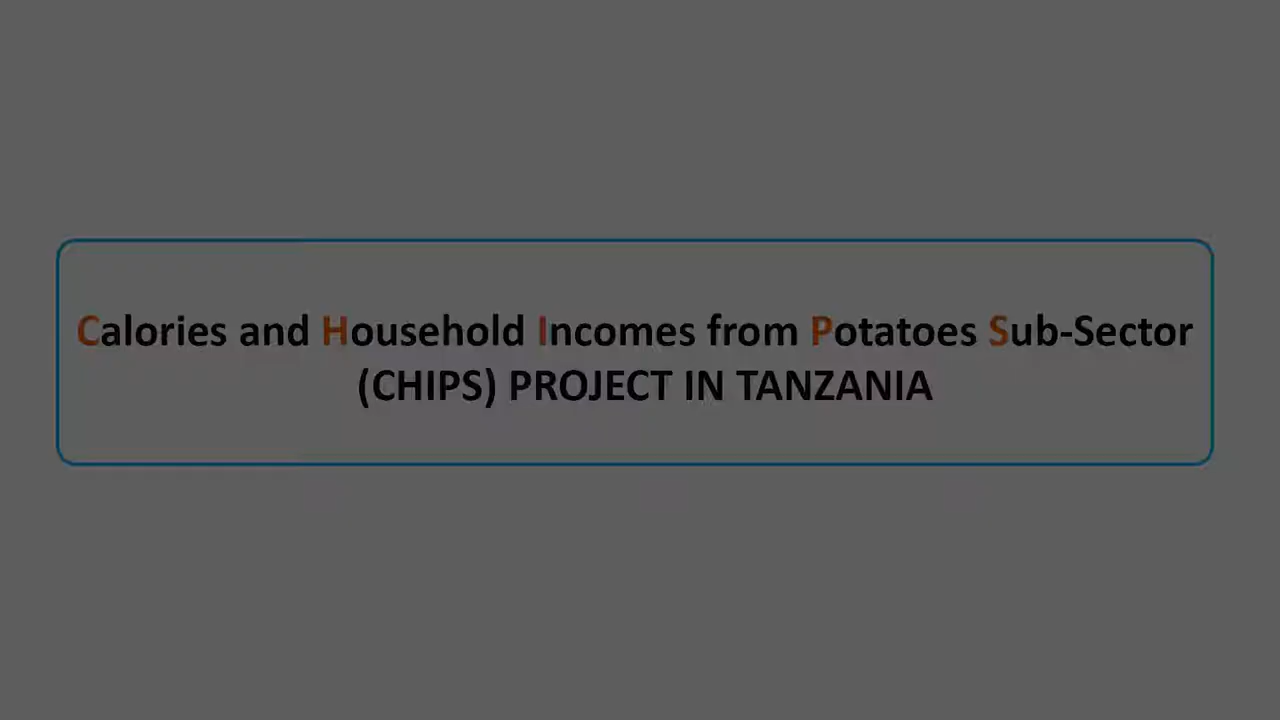 Calories and Household Incomes from Potatoes Sub-Sector
(CHIPS) PROJECT IN TANZANIA